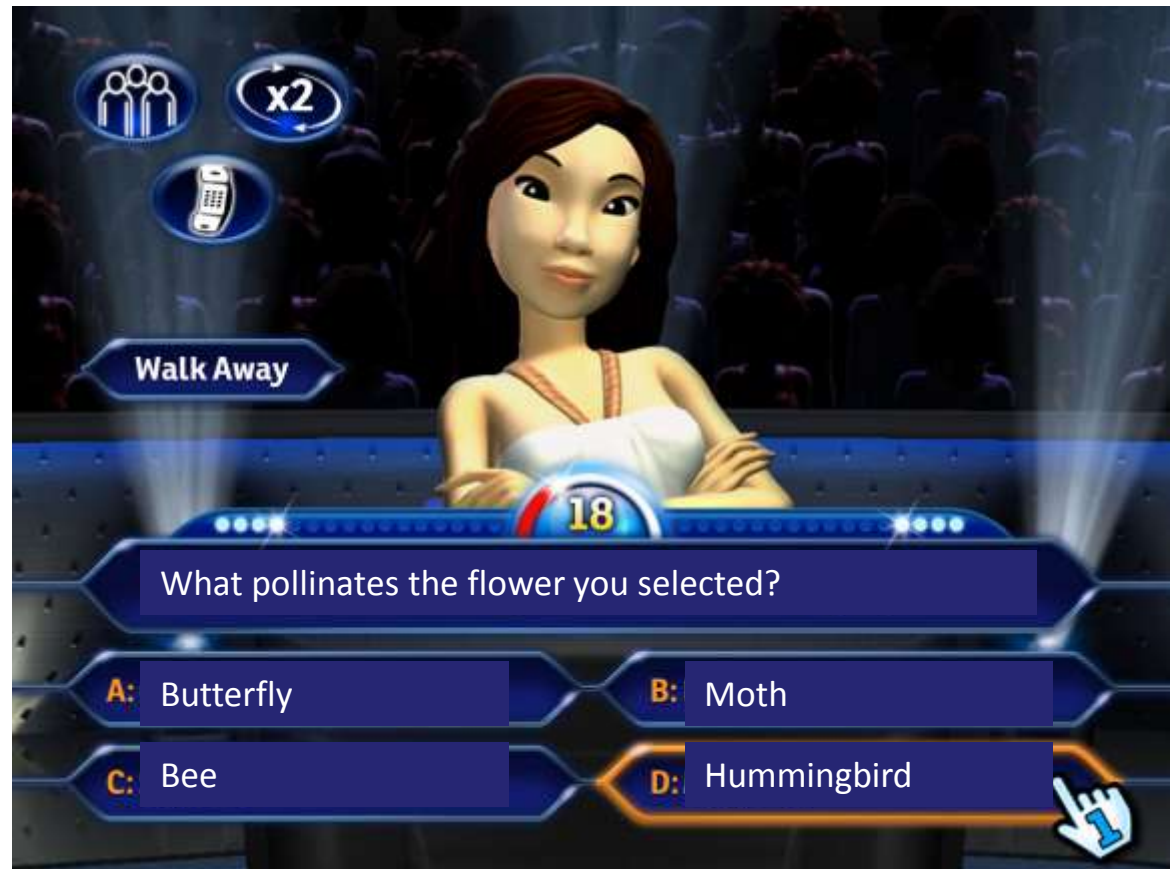 x2
Walk Away
18
What pollinates the flower you selected?
A: Butterfly
B: Moth
C: Bee
D: Hummingbird
1